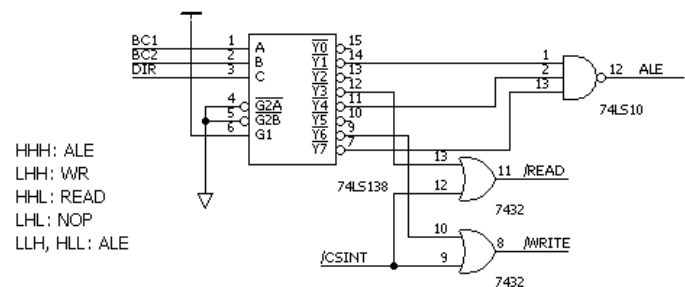 BC1 1 A Y0 15
BC2 2 B Y1 14
DIR 3 C Y2 13
Y3 12
4 G2A Y4 11
5 G2B Y5 10
6 G1 Y6 9
Y7 7
74LS138
1
2
13
12 ALE
74LS10
HHH: ALE
LHH: WR
HHL: READ
LHL: NOP
LLH, HLL: ALE
13
12
11 /READ
7432
10
9
8 /WRITE
7432
/CSINT